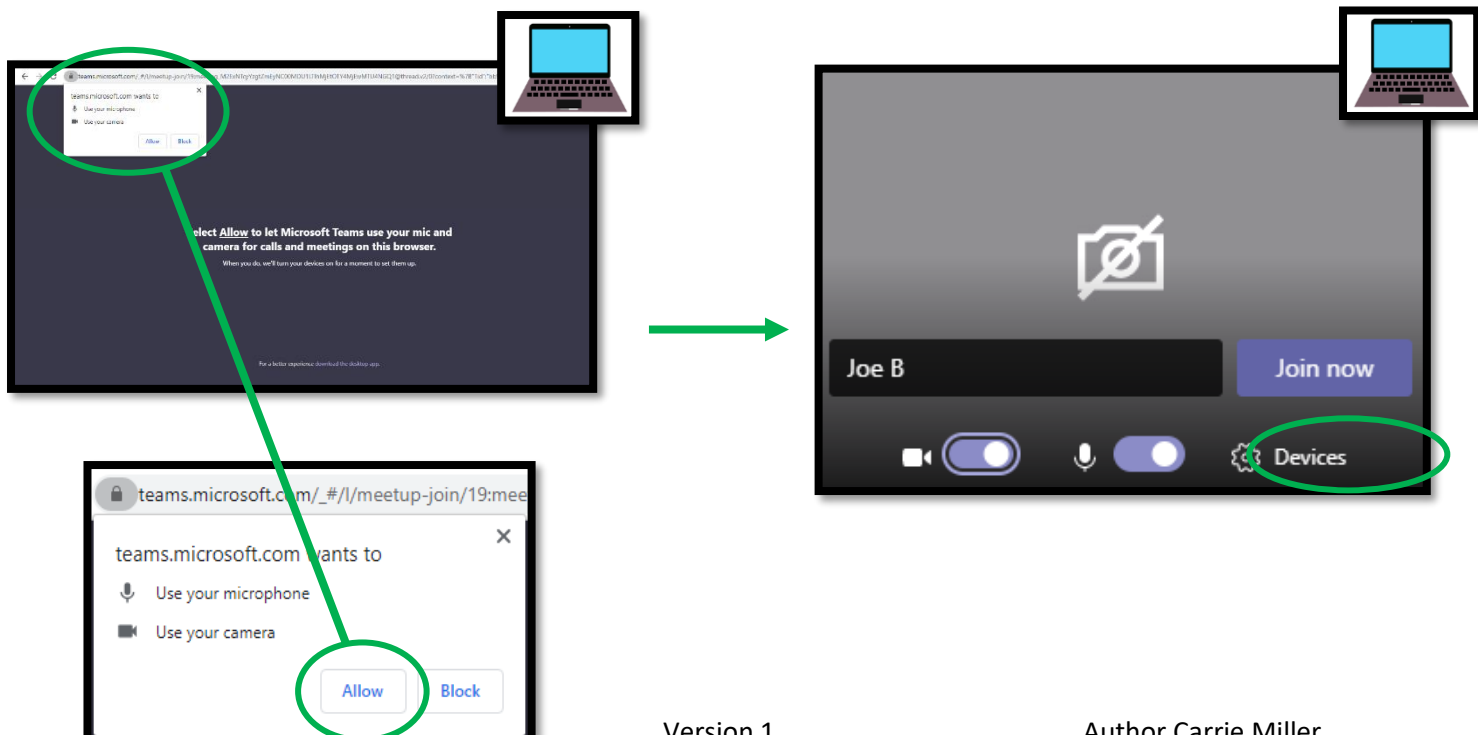 teams.microsoft.com wants to
Use your microphone
Use your camera
Allow Block
elect Allow to let Microsoft Teams use your mic and
camera for calls and meetings on this browser.
When you do, we'll turn your devices on for a moment to set them up.
For a better experience download the desktop app.
Joe B
Join now
Devices
teams.microsoft.com/_#/l/meetup-join/19:mee
teams.microsoft.com wants to
Use your microphone
Use your camera
Allow Block
Version 1 Author Carrie Miller